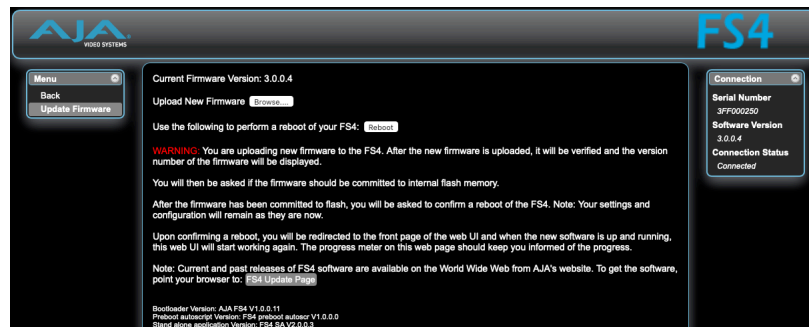 AJA
VIDEO SYSTEMS
FS4
Menu
Back
Update Firmware
Current Firmware Version: 3.0.0.4
Upload New Firmware Browse....
Use the following to perform a reboot of your FS4: Reboot
WARNING: You are uploading new firmware to the FS4. After the new firmware is uploaded, it will be verified and the version
number of the firmware will be displayed.
You will then be asked if the firmware should be committed to internal flash memory.
After the firmware has been committed to flash, you will be asked to confirm a reboot of the FS4. Note: Your settings and
configuration will remain as they are now.
Upon confirming a reboot, you will be redirected to the front page of the web UI and when the new software is up and running,
this web UI will start working again. The progress meter on this web page should keep you informed of the progress.
Note: Current and past releases of FS4 software are available on the World Wide Web from AJA's website. To get the software,
point your browser to: FS4 Update Page
Bootloader Version: AJA FS4 V1.0.0.11
Preboot autoscript Version: FS4 preboot autoscr V1.0.0.0
Stand alone application Version: FS4 SA V2.0.0.3
Connection
Serial Number
3FF000250
Software Version
3.0.0.4
Connection Status
Connected